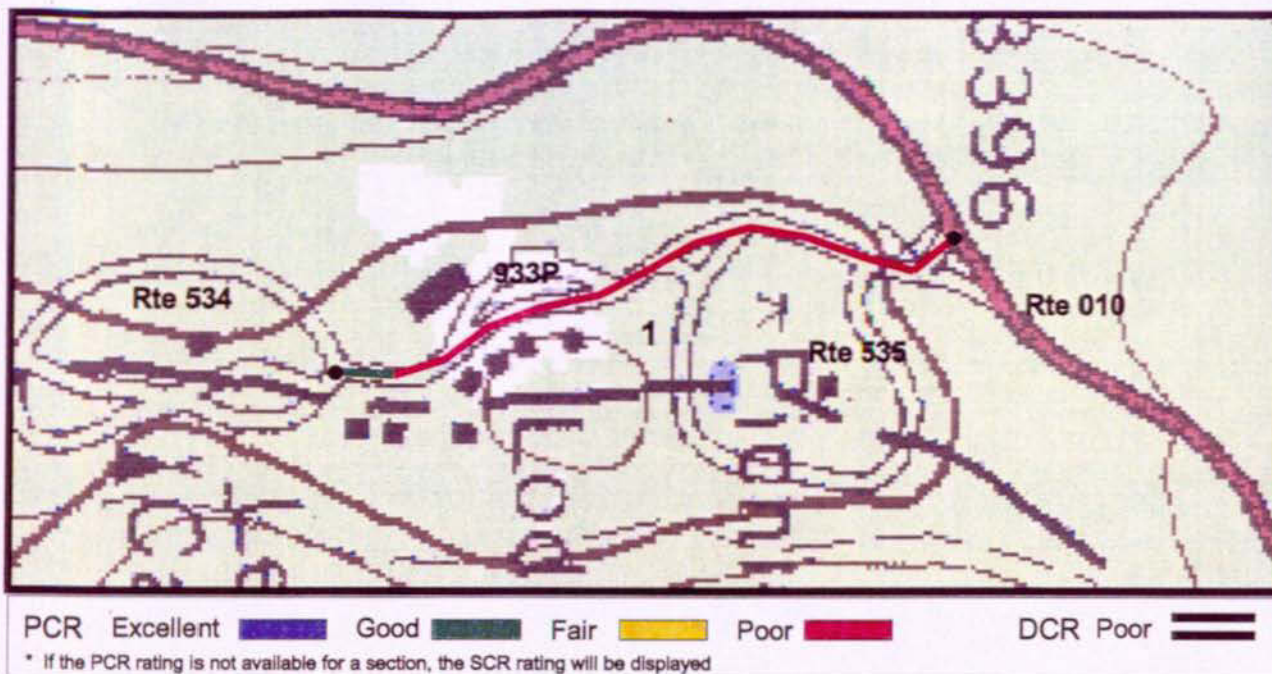 3396
933P
Rte 534
Rte 010
1
Rte 535
PCR Excellent Good Fair Poor DCR Poor
* If the PCR rating is not available for a section, the SCR rating will be displayed